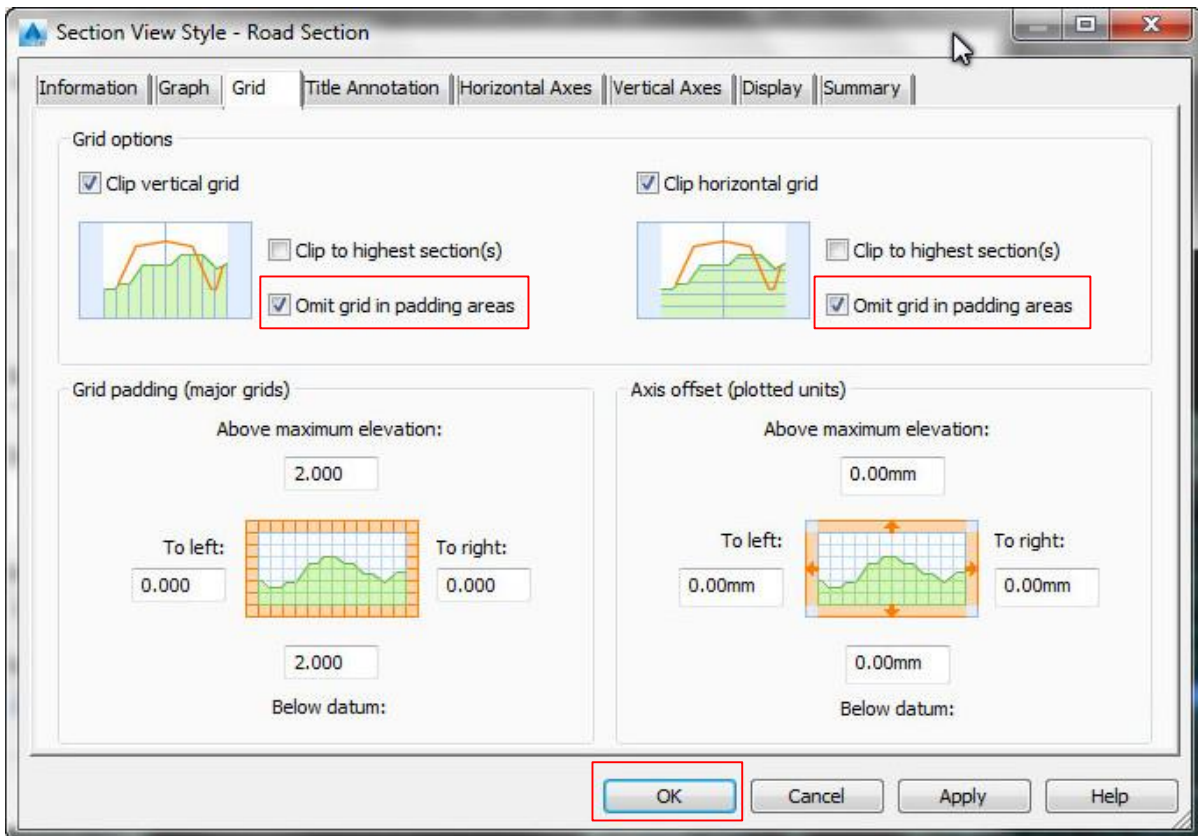 Section View Style - Road Section
Information Graph Grid Title Annotation Horizontal Axes Vertical Axes Display Summary
Grid options
Clip vertical grid
Clip to highest section(s)
Omit grid in padding areas
Clip horizontal grid
Clip to highest section(s)
Omit grid in padding areas
Grid padding (major grids)
Above maximum elevation:
2.000
To left:
0.000
To right:
0.000
2.000
Below datum:
Axis offset (plotted units)
Above maximum elevation:
0.00mm
To left:
0.00mm
To right:
0.00mm
0.00mm
Below datum:
OK Cancel Apply Help